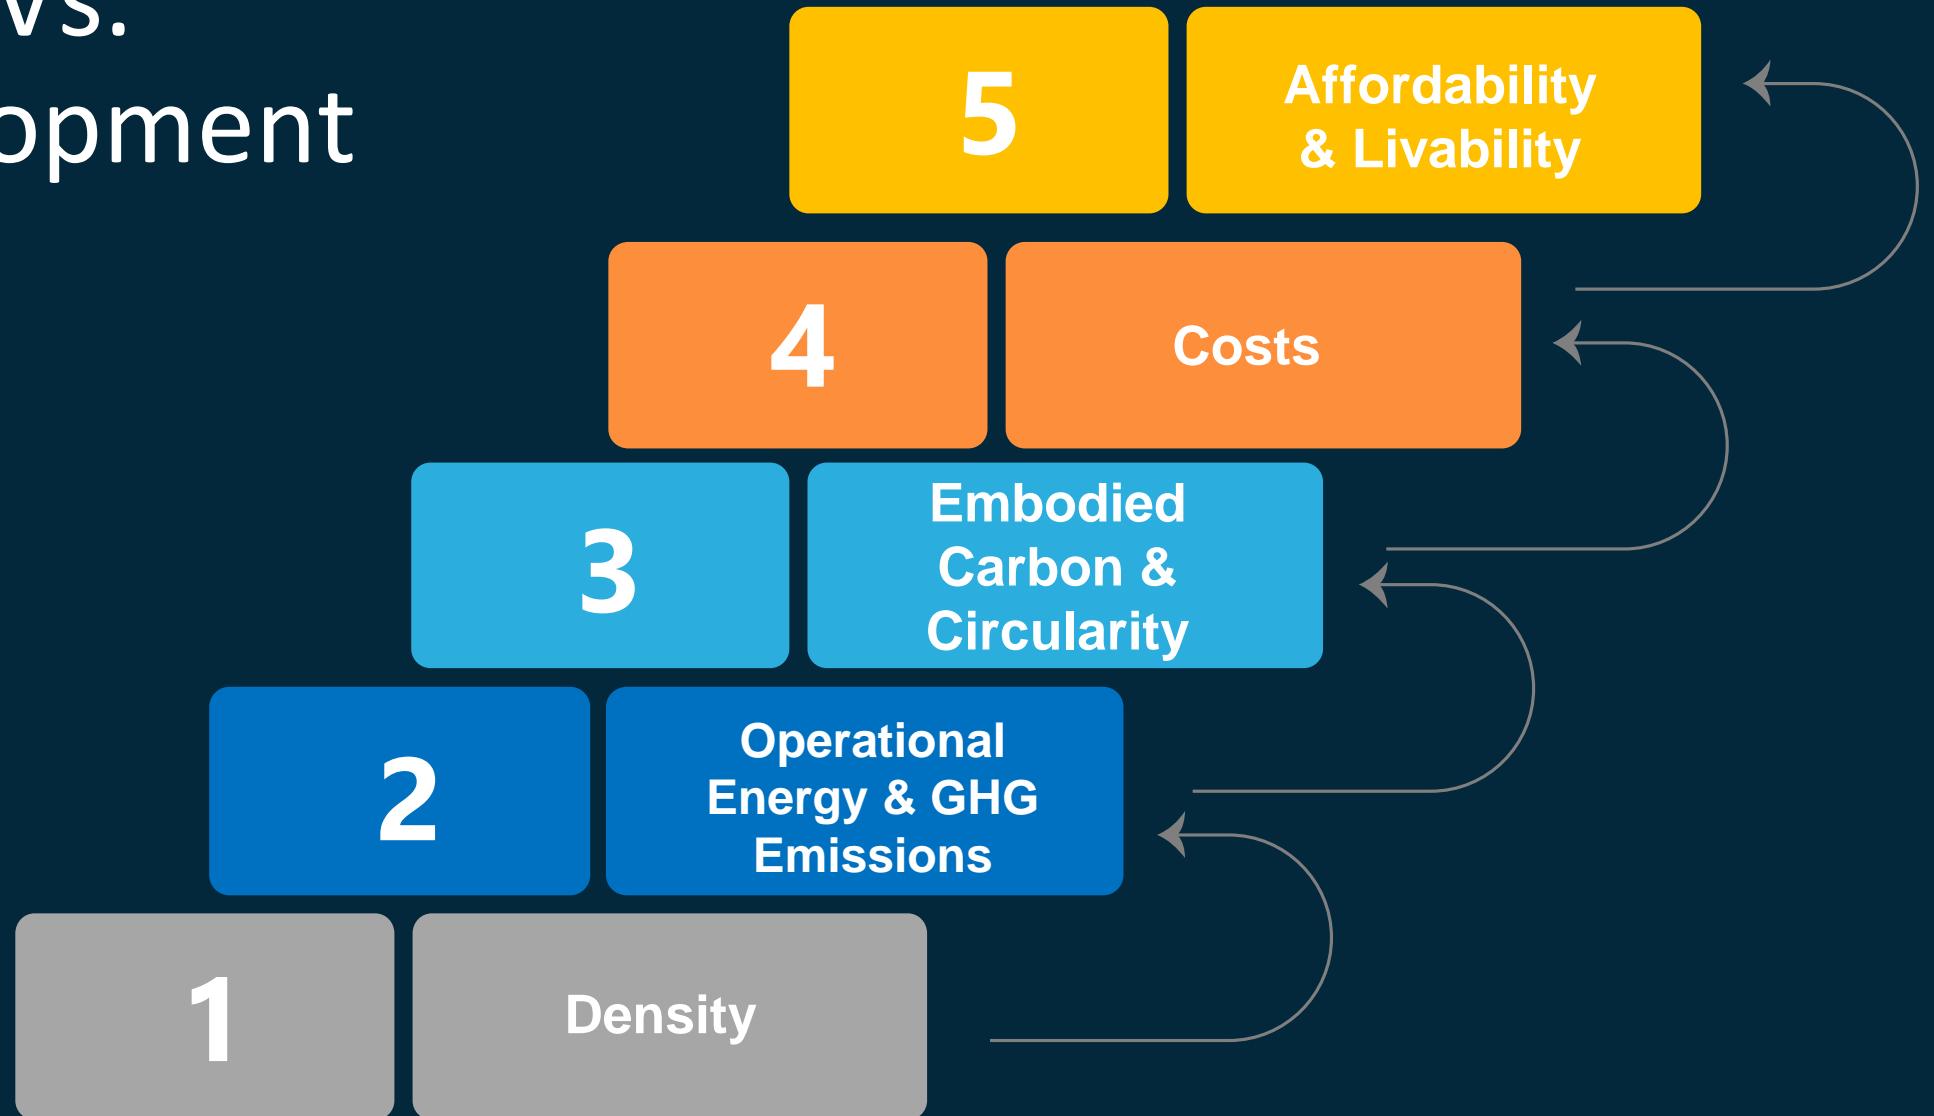 vs.
opment
5
Affordability
& Livability
4
Costs
3
Embodied
Carbon &
Circularity
2
Operational
Energy & GHG
Emissions
1
Density